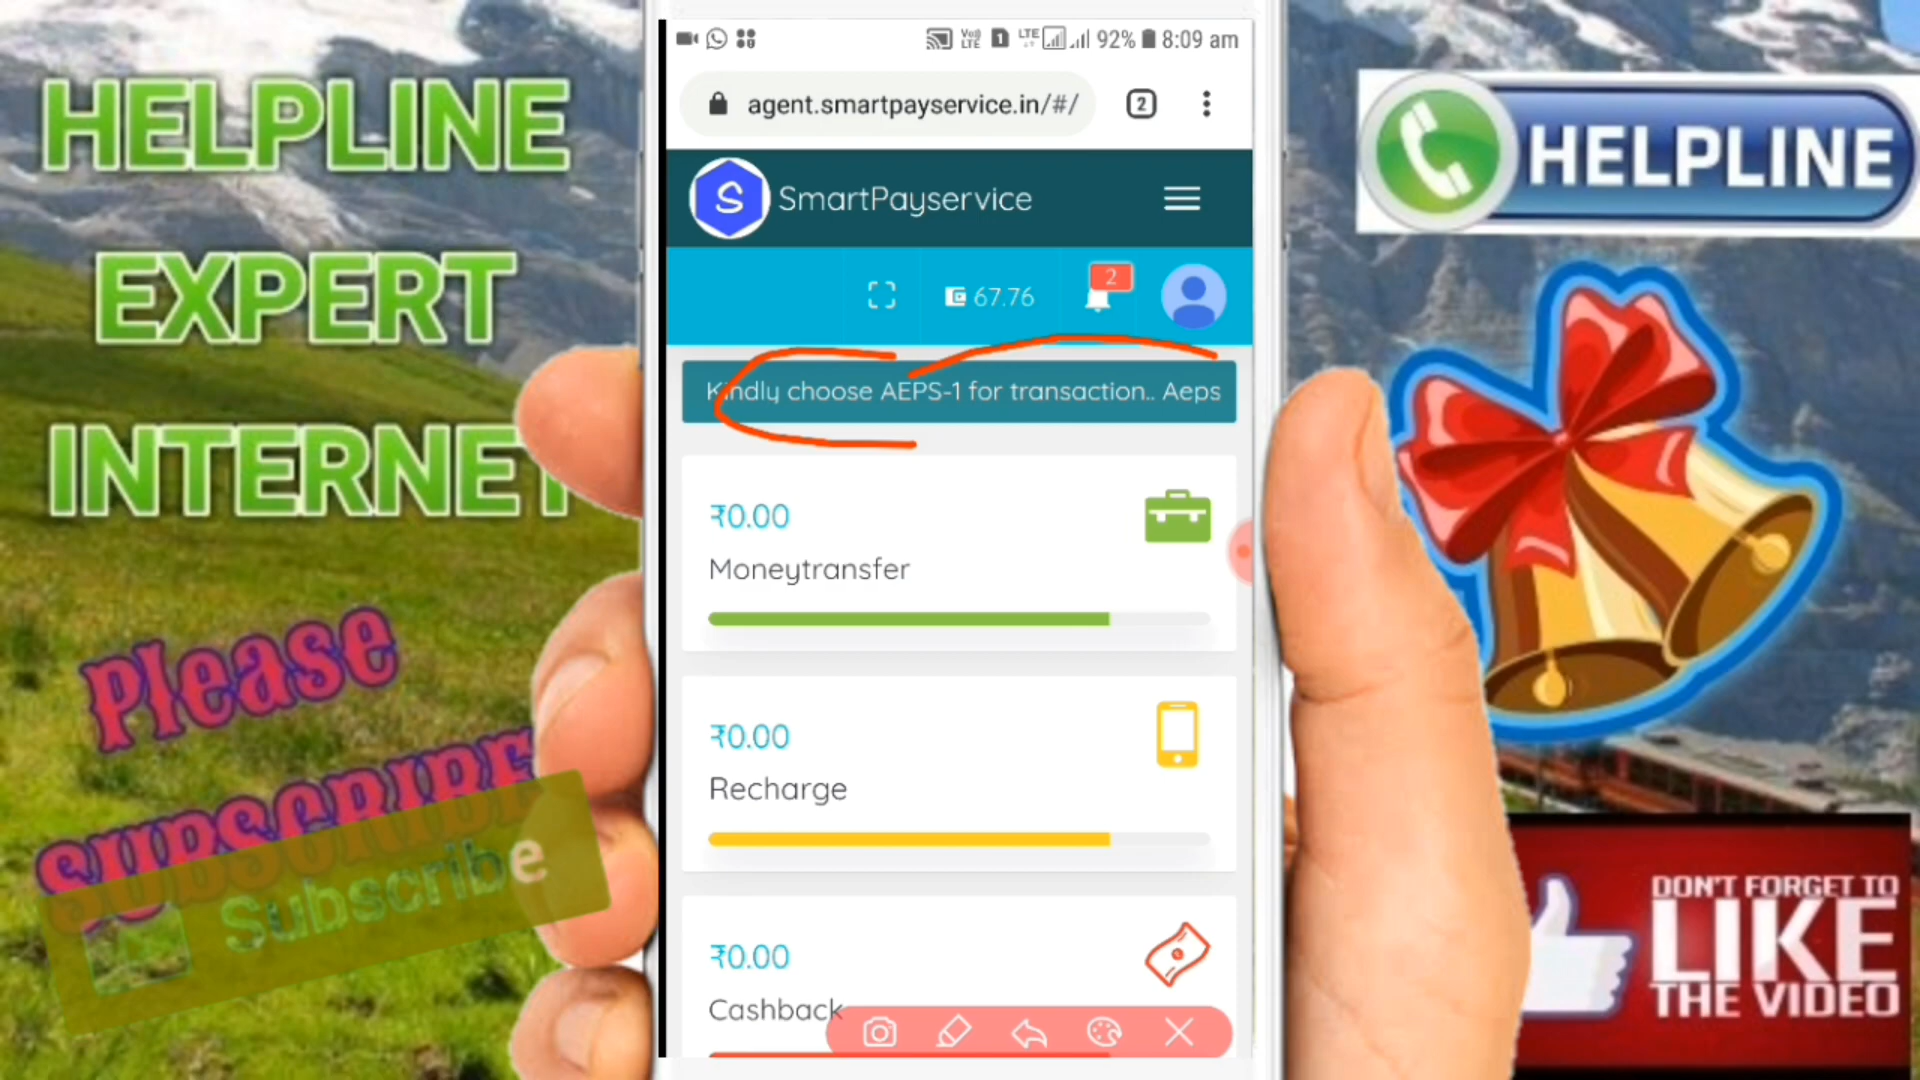 HELPLINE
EXPERT
INTERNET
Please
SUBSCRIBE
Subscribe
92% 8:09 am
agent.smartpayservice.in/#/
2
S SmartPayservice
67.76
2
Kindly choose AEPS-1 for transaction.. Aeps
₹0.00
Moneytransfer
₹0.00
Recharge
₹0.00
Cashback
HELPLINE
DON'T FORGET TO
LIKE
THE VIDEO